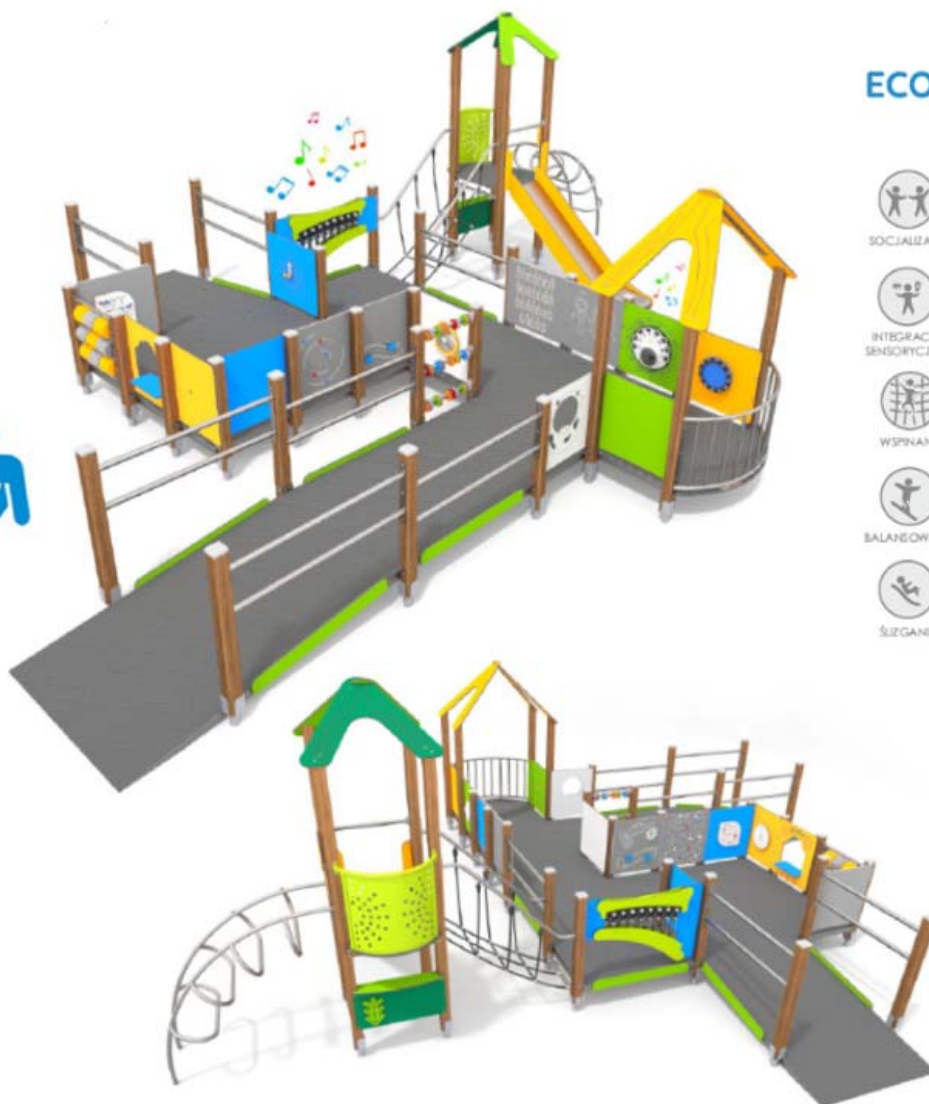 ECO
SOCJALIZA
INTEGRAC
SENSORYCZ
WSPINAN
BALANSOW
ŚLIZGANI